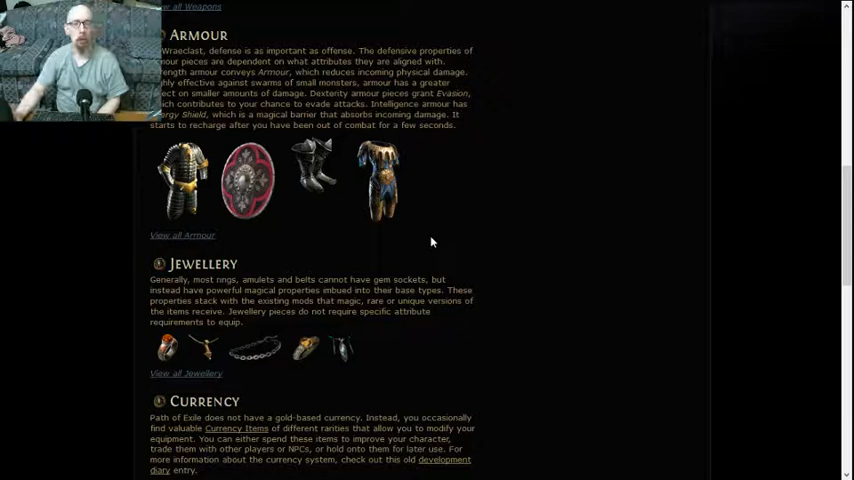 View all Weapons
ARMOUR
Wraeclast, defense is as important as offense. The defensive properties of
mour pieces are dependent on what attributes they are aligned with.
rength armour conveys Armour, which reduces incoming physical damage.
ghly effective against swarms of small monsters, armour has a greater
ect on smaller amounts of damage. Dexterity armour pieces grant Evasion,
ich contributes to your chance to evade attacks. Intelligence armour has
ergy Shield, which is a magical barrier that absorbs incoming damage. It
starts to recharge after you have been out of combat for a few seconds.
View all Armour
JEWELLERY
Generally, most rings, amulets and belts cannot have gem sockets, but
instead have powerful magical properties imbued into their base types. These
properties stack with the existing mods that magic, rare or unique versions of
the items receive. Jewellery pieces do not require specific attribute
requirements to equip.
View all Jewellery
CURRENCY
Path of Exile does not have a gold-based currency. Instead, you occasionally
find valuable Currency Items of different rarities that allow you to modify your
equipment. You can either spend these items to improve your character,
trade them with other players or NPCs, or hold onto them for later use. For
more information about the currency system, check out this old development
diary entry.